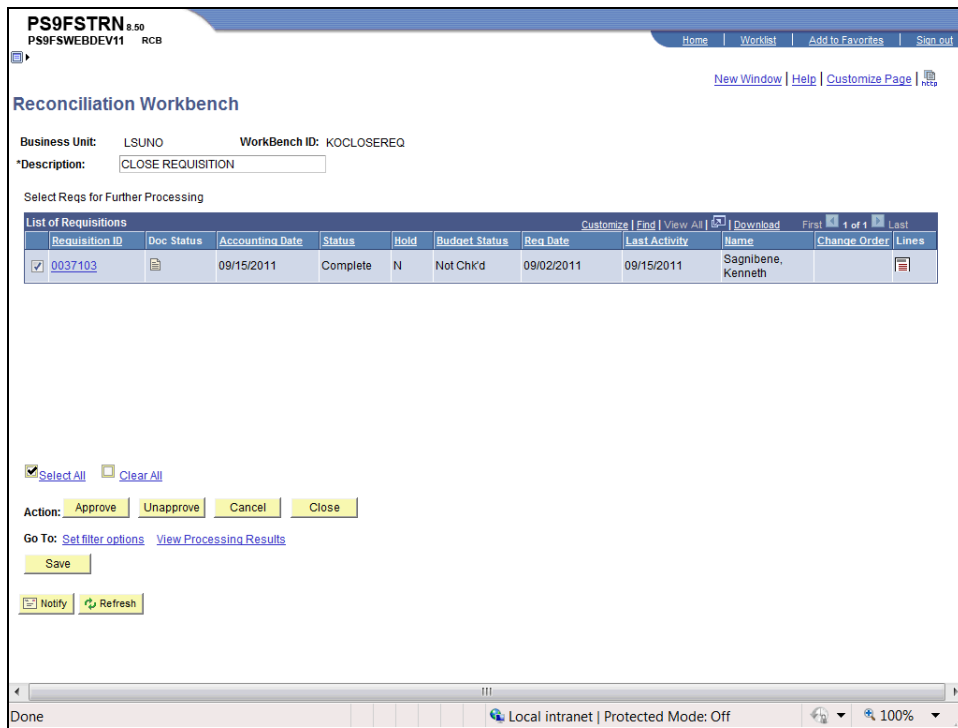 PS9FSTRN 8.50
PS9FSWEBDEV11 RCB
Home | Worklist | Add to Favorites | Sign out
New Window | Help | Customize Page | http
Reconciliation Workbench
Business Unit: LSUNO WorkBench ID: KOCLOSEREQ
*Description: CLOSE REQUISITION
Select Reqs for Further Processing
List of Requisitions Customize | Find | View All | | Download First 1 of 1 Last
Requisition ID Doc Status Accounting Date Status Hold Budget Status Req Date Last Activity Name Change Order Lines
0037103 09/15/2011 Complete N Not Chk'd 09/02/2011 09/15/2011 Sagnibene,
Kenneth
Select All Clear All
Action: Approve Unapprove Cancel Close
Go To: Set filter options View Processing Results
Save
Notify Refresh
Done Local intranet | Protected Mode: Off 100%